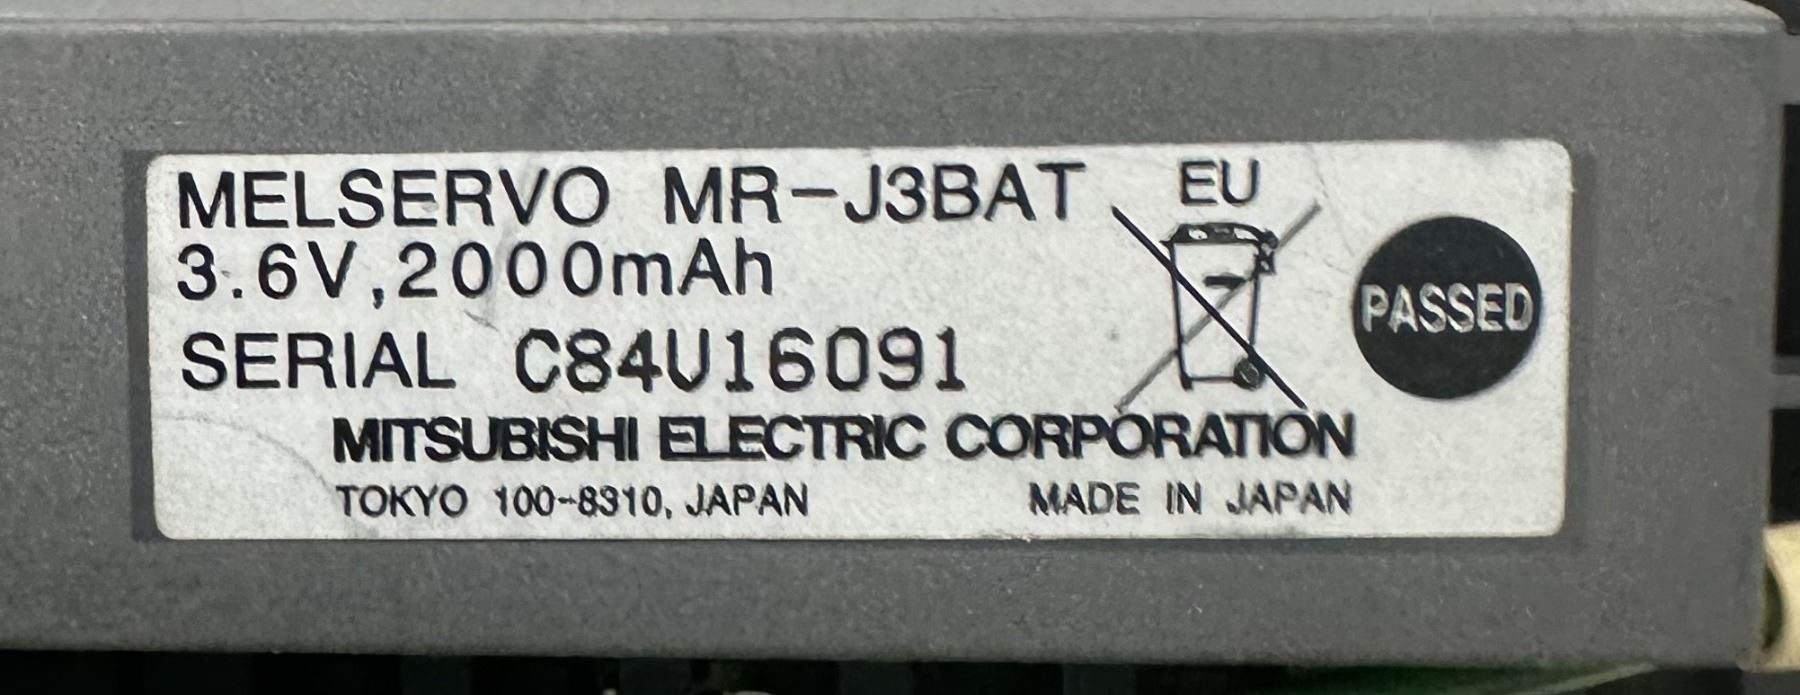 MELSERVO MR-J3BAT
3.6V,2000mAh
SERIAL C84U16091
MITSUBISHI ELECTRIC CORPORATION
TOKYO 100-8310, JAPAN MADE IN JAPAN
EU
PASSED